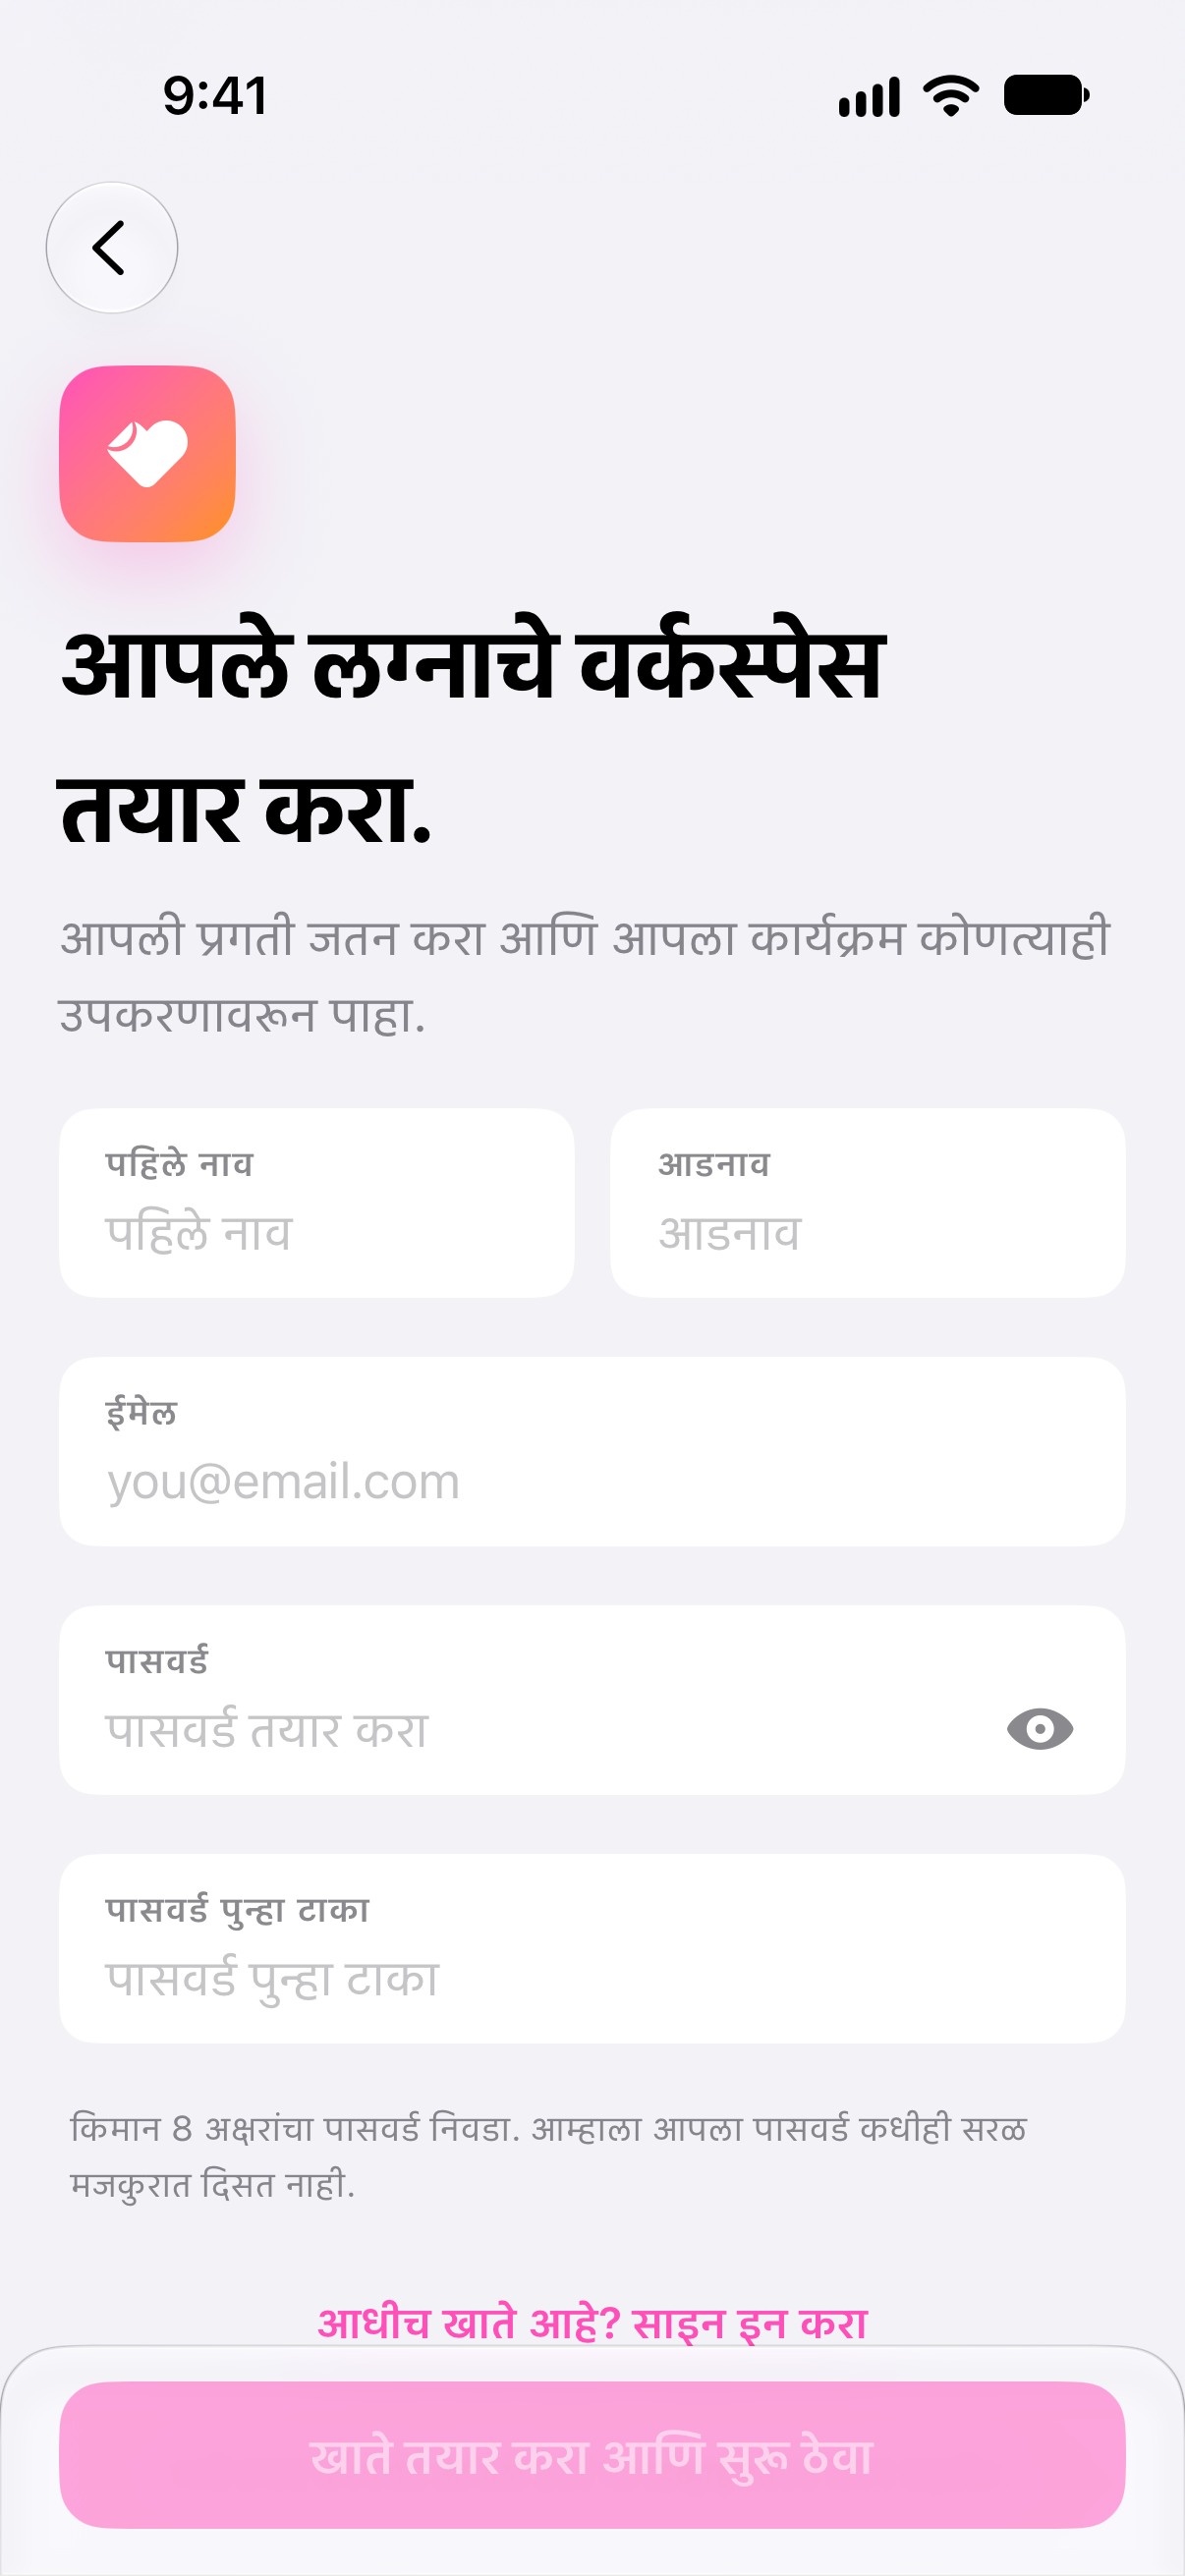 9:41
आपले लग्नाचे वर्कस्पेस
तयार करा.
आपली प्रगती जतन करा आणि आपला कार्यक्रम कोणत्याही
उपकरणावरून पाहा.
पहिले नाव
पहिले नाव
आडनाव
आडनाव
ईमेल
you@email.com
पासवर्ड
पासवर्ड तयार करा
पासवर्ड पुन्हा टाका
पासवर्ड पुन्हा टाका
किमान 8 अक्षरांचा पासवर्ड निवडा. आम्हाला आपला पासवर्ड कधीही सरळ
मजकुरात दिसत नाही.
आधीच खाते आहे? साइन इन करा
खाते तयार करा आणि सुरू ठेवा